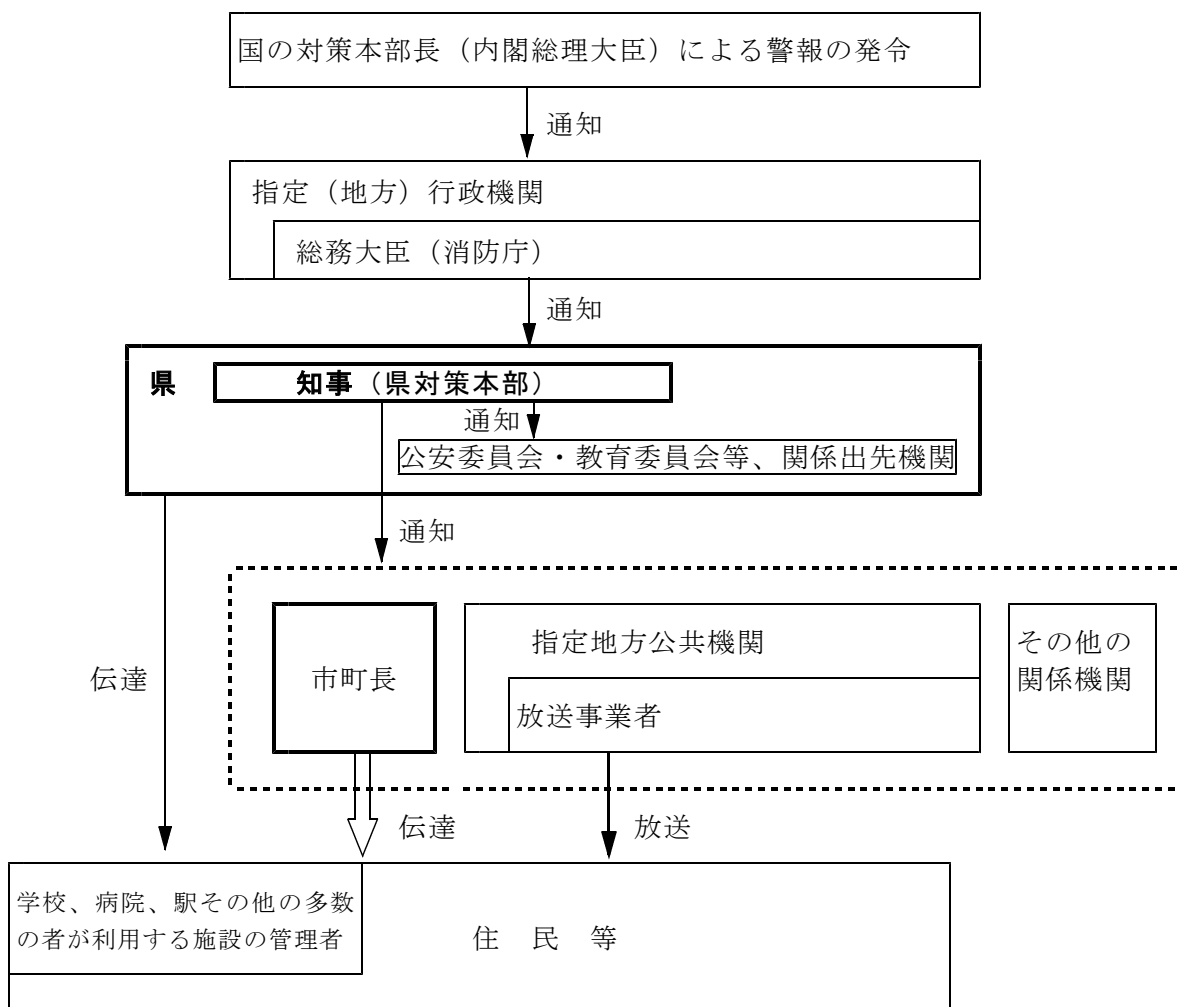 国の対策本部長（内閣総理大臣）による警報の発令
通知
指定（地方）行政機関
総務大臣（消防庁）
通知
県
知事（県対策本部）
通知
公安委員会・教育委員会等、関係出先機関
通知
市町長
指定地方公共機関
放送事業者
その他の
関係機関
伝達
伝達
放送
学校、病院、駅その他の多数
の者が利用する施設の管理者
住　民　等